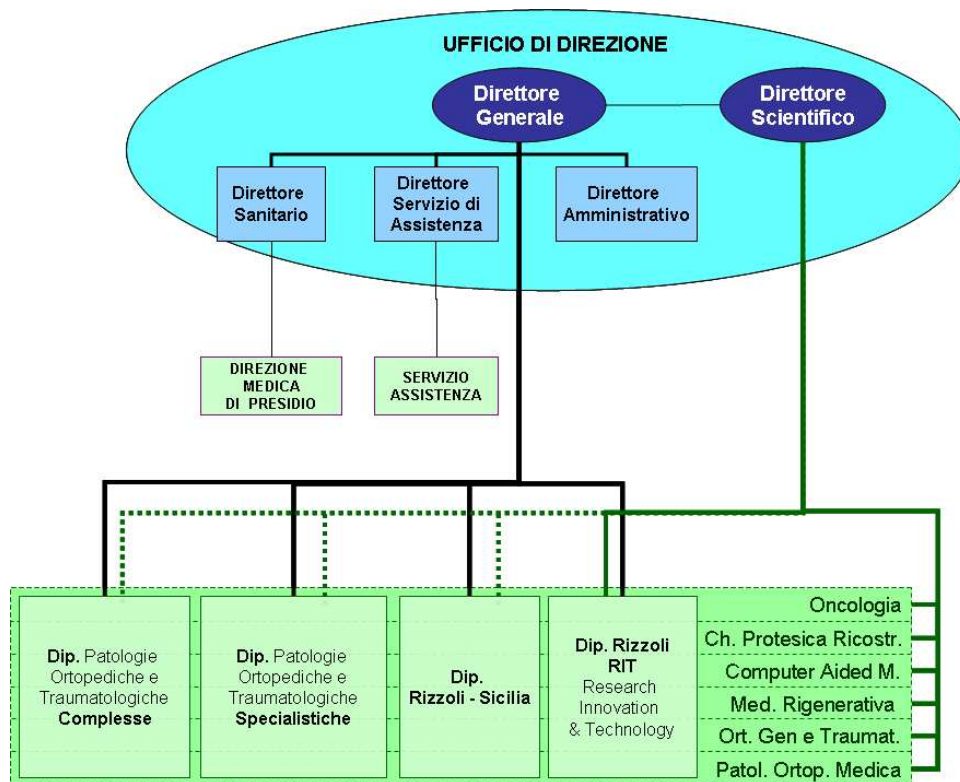 UFFICIO DI DIREZIONE
Direttore
Generale
Direttore
Scientifico
Direttore
Sanitario
Direttore
Servizio di
Assistenza
Direttore
Amministrativo
DIREZIONE
MEDICA
DI PRESIDIO
SERVIZIO
ASSISTENZA
Dip. Patologie
Ortopediche e
Traumatologiche
Complesse
Dip. Patologie
Ortopediche e
Traumatologiche
Specialistiche
Dip.
Rizzoli - Sicilia
Dip. Rizzoli
RIT
Research
Innovation
& Technology
Oncologia
Ch. Protesica Ricostr.
Computer Aided M.
Med. Rigenerativa
Ort. Gen e Traumat.
Patol. Ortop. Medica